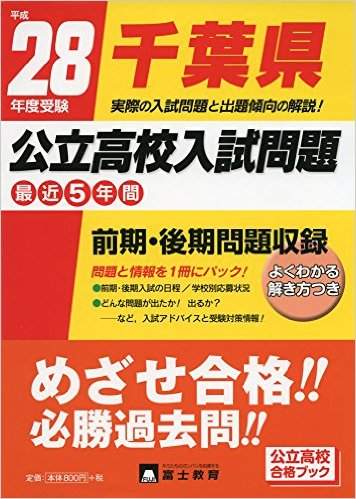 平成
28
年度受験
千葉県
実際の入試問題と出題傾向の解説!
公立高校入試問題
最近5年間
前期・後期問題収録
問題と情報を1冊にパック!
●前期・後期入試の日程/学校別応募状況
●どんな問題が出たか! 出るか?
──など、入試アドバイスと受験対策情報!
よくわかる
解き方つき
めざせ合格!!
必勝過去問!!
定価:本体800円+税
FUJI
富士教育
公立高校
合格ブック